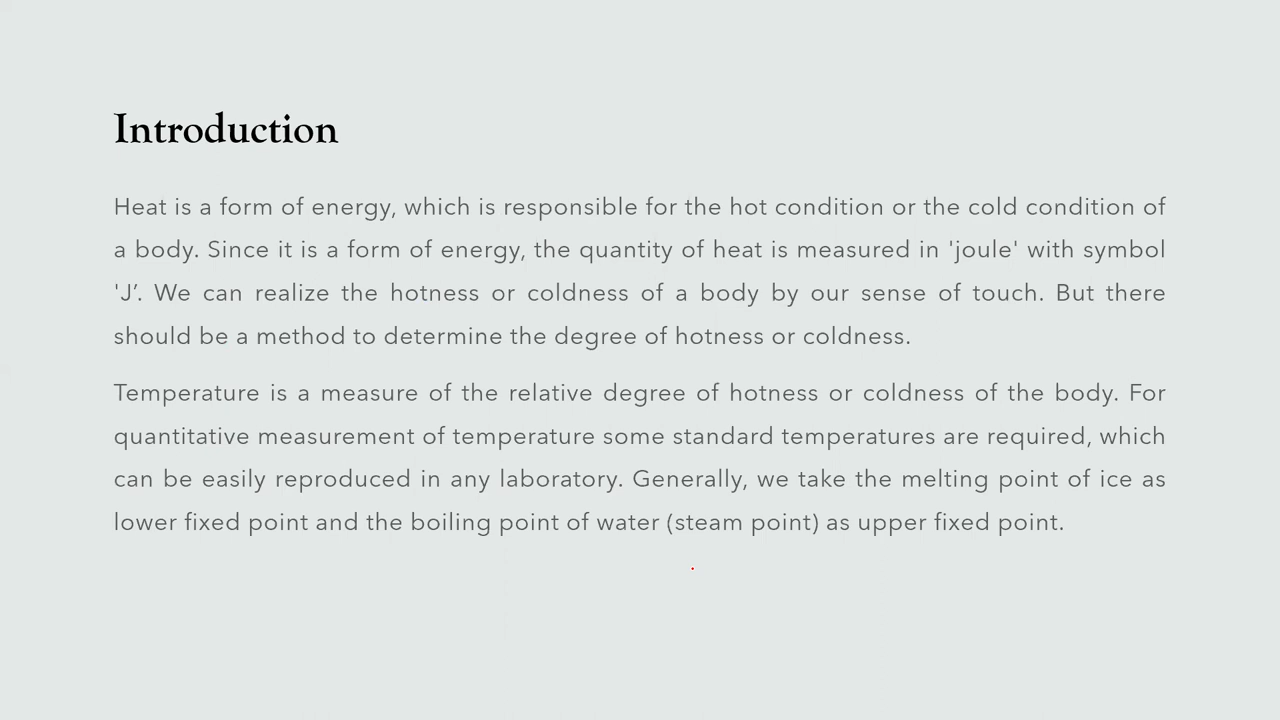 Introduction
Heat is a form of energy, which is responsible for the hot condition or the cold condition of
a body. Since it is a form of energy, the quantity of heat is measured in 'joule' with symbol
'J’. We can realize the hotness or coldness of a body by our sense of touch. But there
should be a method to determine the degree of hotness or coldness.
Temperature is a measure of the relative degree of hotness or coldness of the body. For
quantitative measurement of temperature some standard temperatures are required, which
can be easily reproduced in any laboratory. Generally, we take the melting point of ice as
lower fixed point and the boiling point of water (steam point) as upper fixed point.